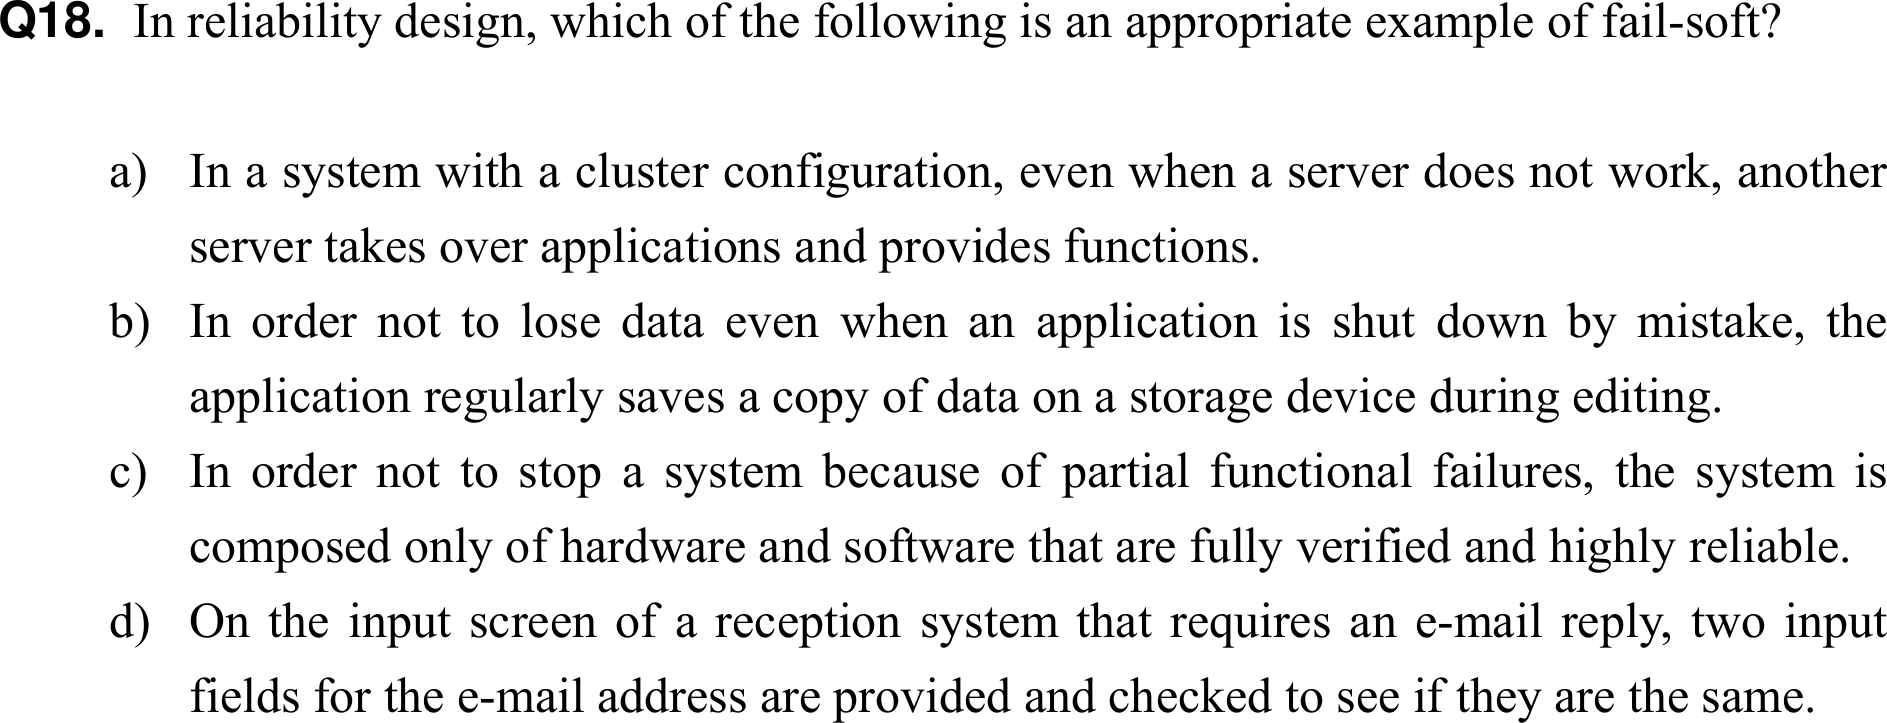 Q18. In reliability design, which of the following is an appropriate example of fail-soft?
a) In a system with a cluster configuration, even when a server does not work, another
server takes over applications and provides functions.
b) In order not to lose data even when an application is shut down by mistake, the
application regularly saves a copy of data on a storage device during editing.
c) In order not to stop a system because of partial functional failures, the system is
composed only of hardware and software that are fully verified and highly reliable.
d) On the input screen of a reception system that requires an e-mail reply, two input
fields for the e-mail address are provided and checked to see if they are the same.